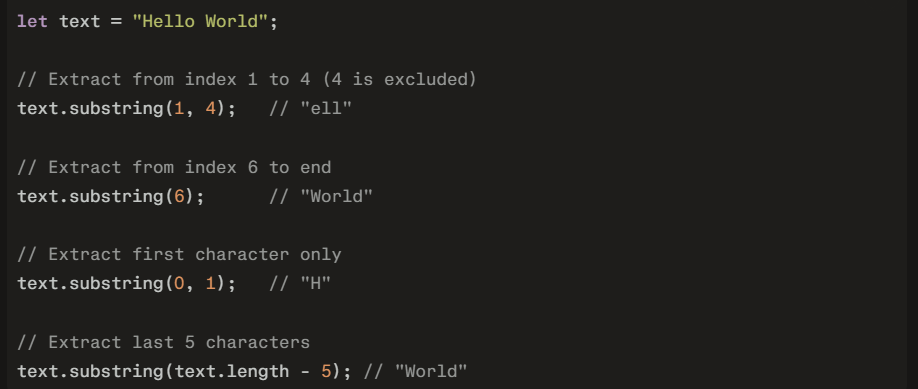 let text = "Hello World";
// Extract from index 1 to 4 (4 is excluded)
text.substring(1, 4);   // "ell"
// Extract from index 6 to end
text.substring(6);      // "World"
// Extract first character only
text.substring(0, 1);   // "H"
// Extract last 5 characters
text.substring(text.length - 5); // "World"